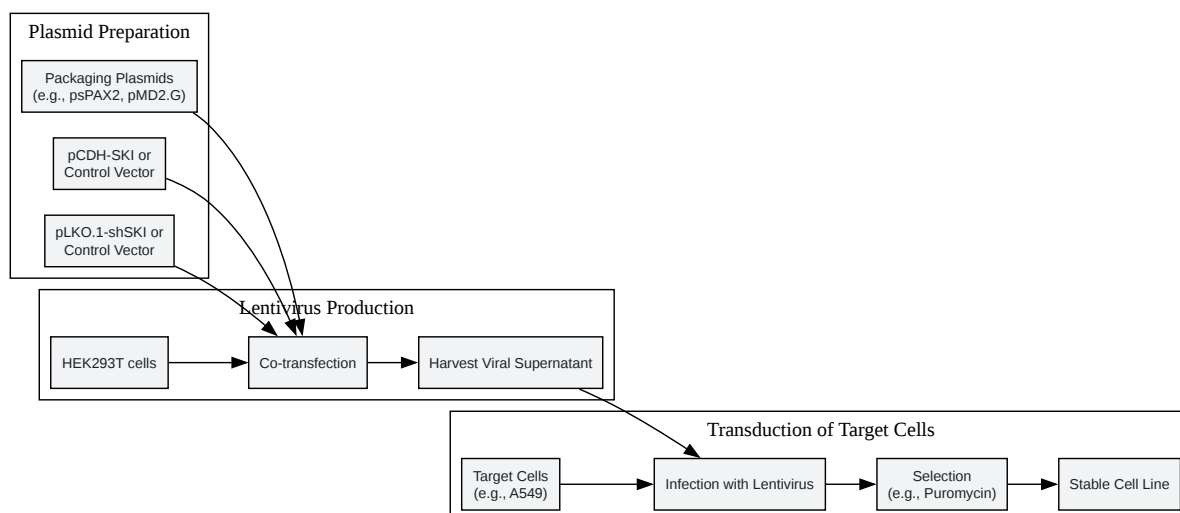 Plasmid Preparation
Packaging Plasmids
(e.g., psPAX2, pMD2.G)
pCDH-SKI or
Control Vector
pLKO.1-shSKI or
Control Vector
Lentivirus Production
HEK293T cells
Co-transfection
Harvest Viral Supernatant
Transduction of Target Cells
Target Cells
(e.g., A549)
Infection with Lentivirus
Selection
(e.g., Puromycin)
Stable Cell Line